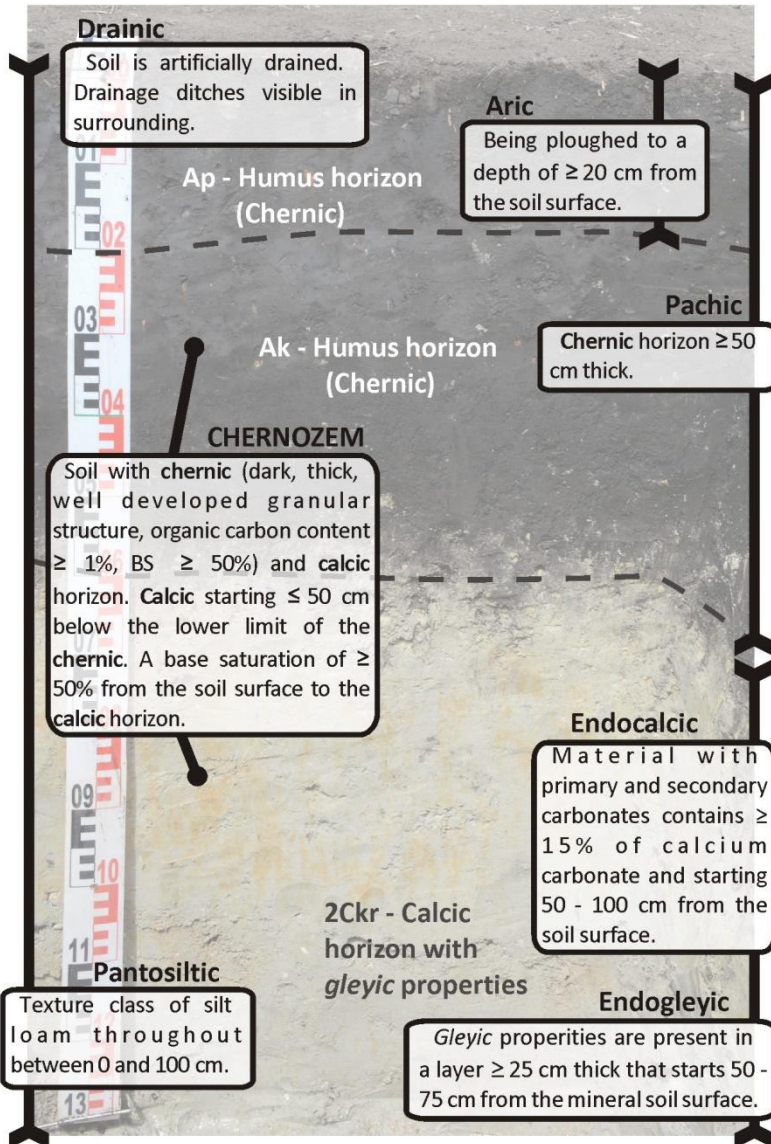 Drainic
Soil is artificially drained.
Drainage ditches visible in
surrounding.
Aric
Being ploughed to a
depth of ≥ 20 cm from
the soil surface.
01
Ap - Humus horizon
(Chernic)
02
Pachic
Chernic horizon ≥ 50
cm thick.
03
Ak - Humus horizon
(Chernic)
04
CHERNOZEM
Soil with chernic (dark, thick,
well developed granular
structure, organic carbon content
≥ 1%, BS ≥ 50%) and calcic
horizon. Calcic starting ≤ 50 cm
below the lower limit of the
chernic. A base saturation of ≥
50% from the soil surface to the
calcic horizon.
Endocalcic
Material with
primary and secondary
carbonates contains ≥
15% of calcium
carbonate and starting
50 - 100 cm from the
soil surface.
09
10
2Ckr - Calcic
horizon with
gleyic properties
11
Pantosiltic
Texture class of silt
loam throughout
between 0 and 100 cm.
Endogleyic
Gleyic properities are present in
a layer ≥ 25 cm thick that starts 50 -
75 cm from the mineral soil surface.
13